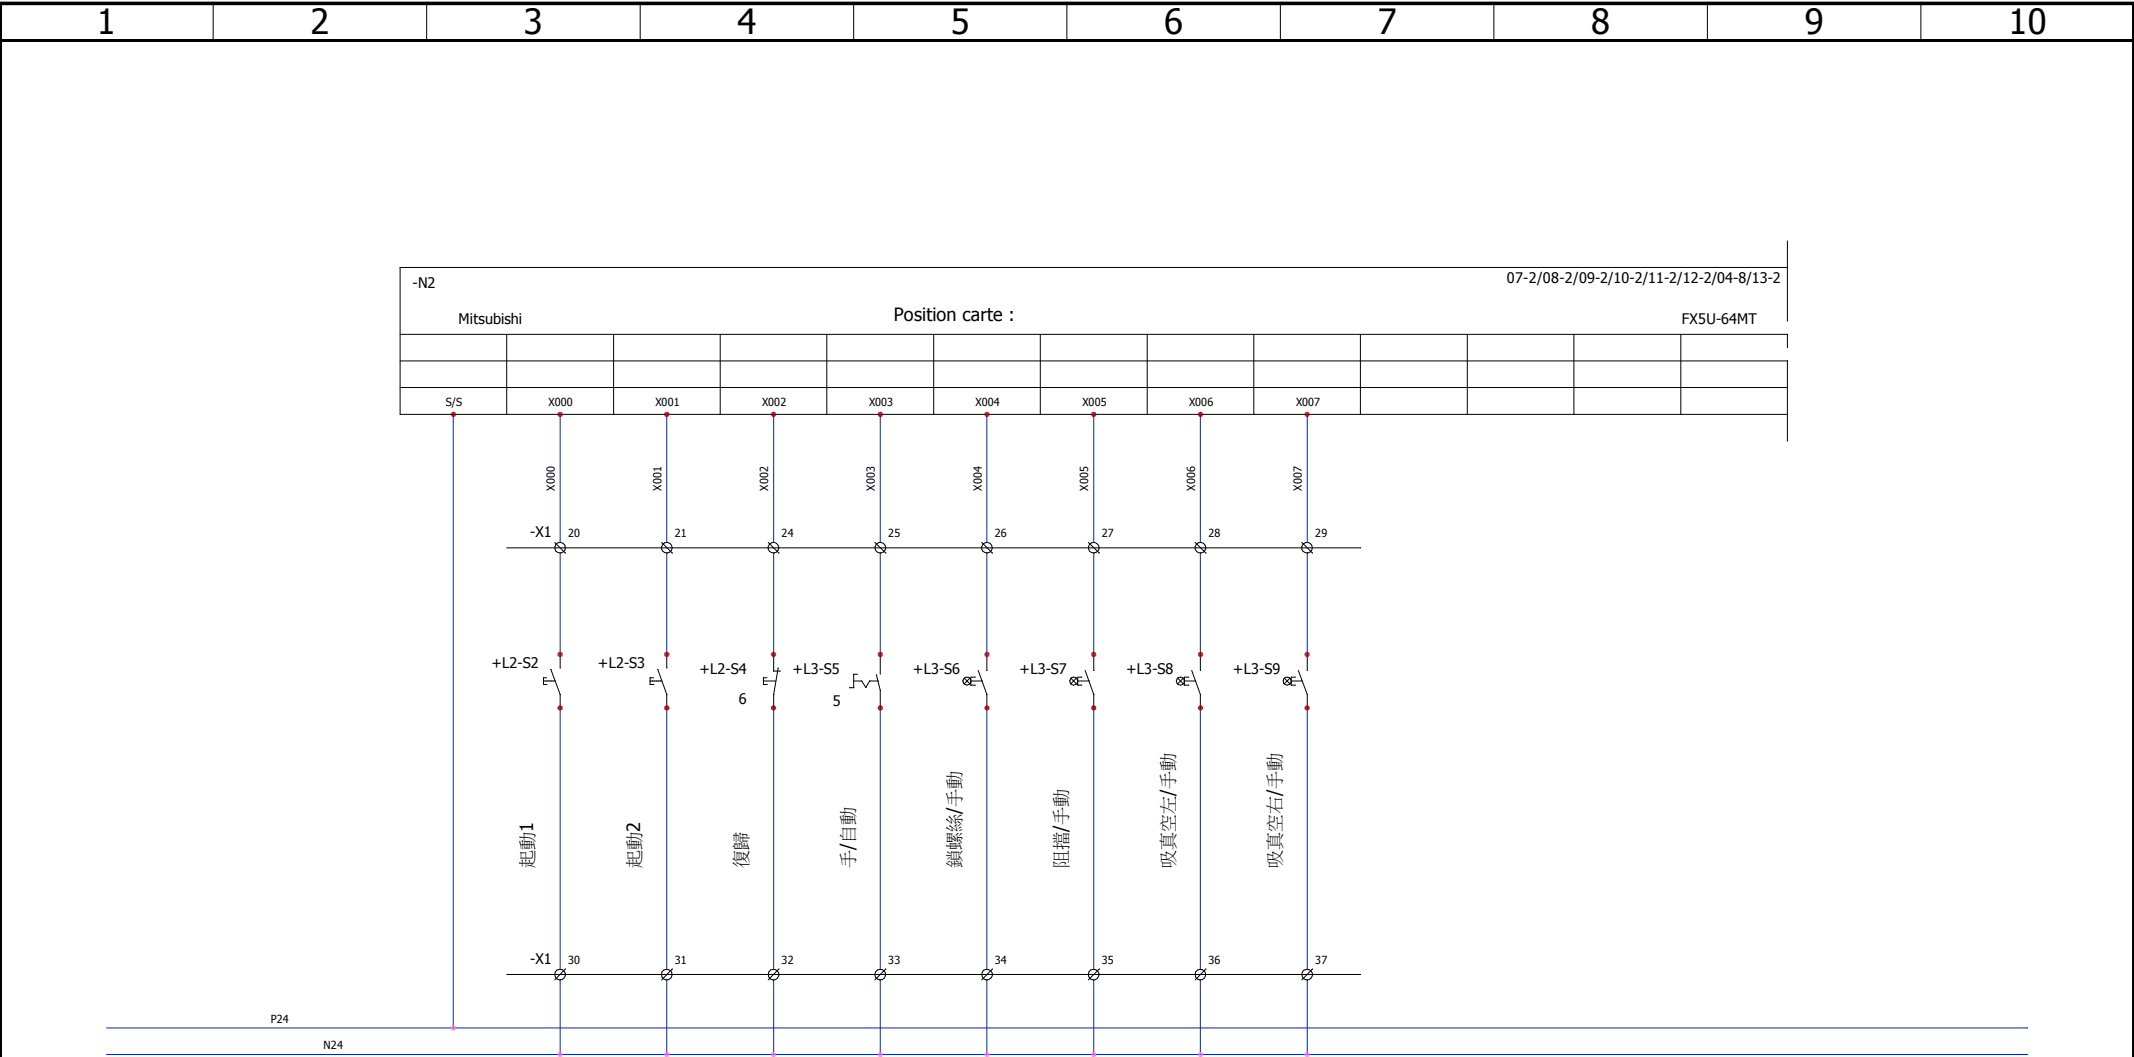 1 2 3 4 5 6 7 8 9 10
-N2 07-2/08-2/09-2/10-2/11-2/12-2/04-8/13-2
Mitsubishi Position carte : FX5U-64MT
S/S X000 X001 X002 X003 X004 X005 X006 X007
X000 X001 X002 X003 X004 X005 X006 X007
-X1 20 21 24 25 26 27 28 29
+L2-S2 +L2-S3 +L2-S4 +L3-S5 +L3-S6 +L3-S7 +L3-S8 +L3-S9
6 5
起動1
起動2
復歸
手/自動
鎖螺絲/手動
阻擋/手動
吸真空左/手動
吸真空右/手動
-X1 30 31 32 33 34 35 36 37
P24
N24